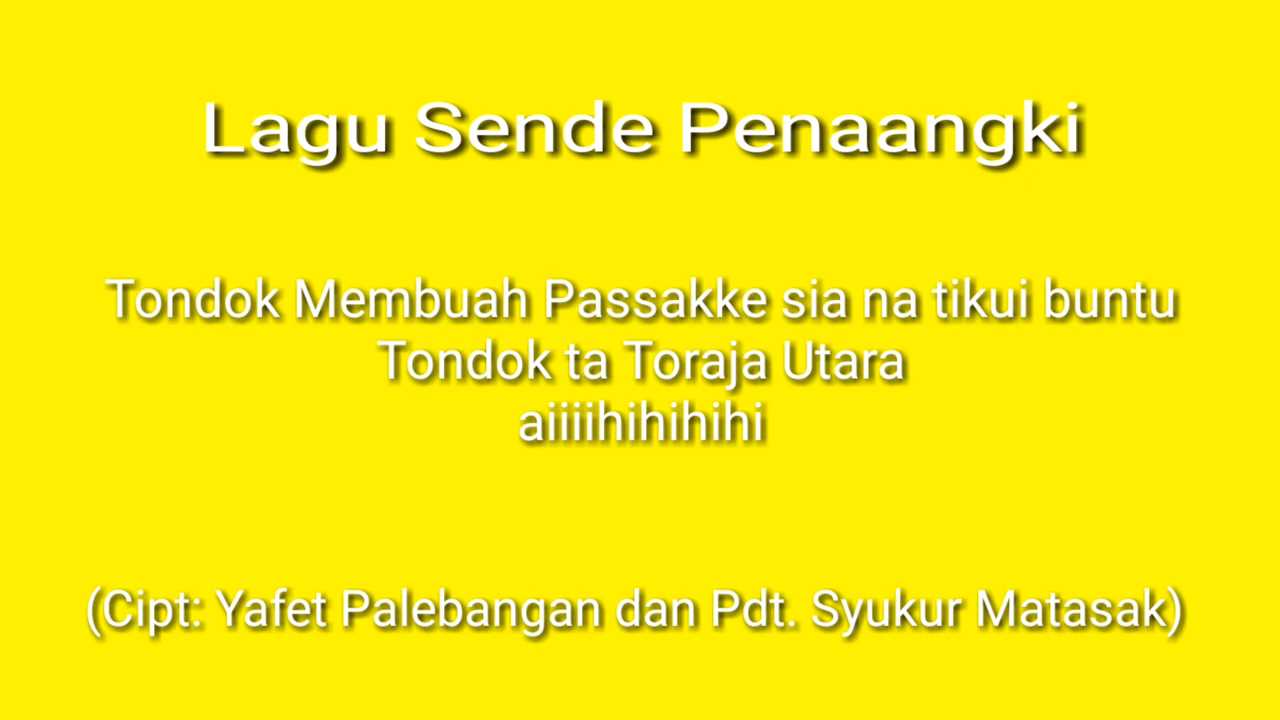 Lagu Sende Penaangki
Tondok Membuah Passakke sia na tikui buntu
Tondok ta Toraja Utara
aiiiihihihihi
(Cipt: Yafet Palebangan dan Pdt. Syukur Matasak)